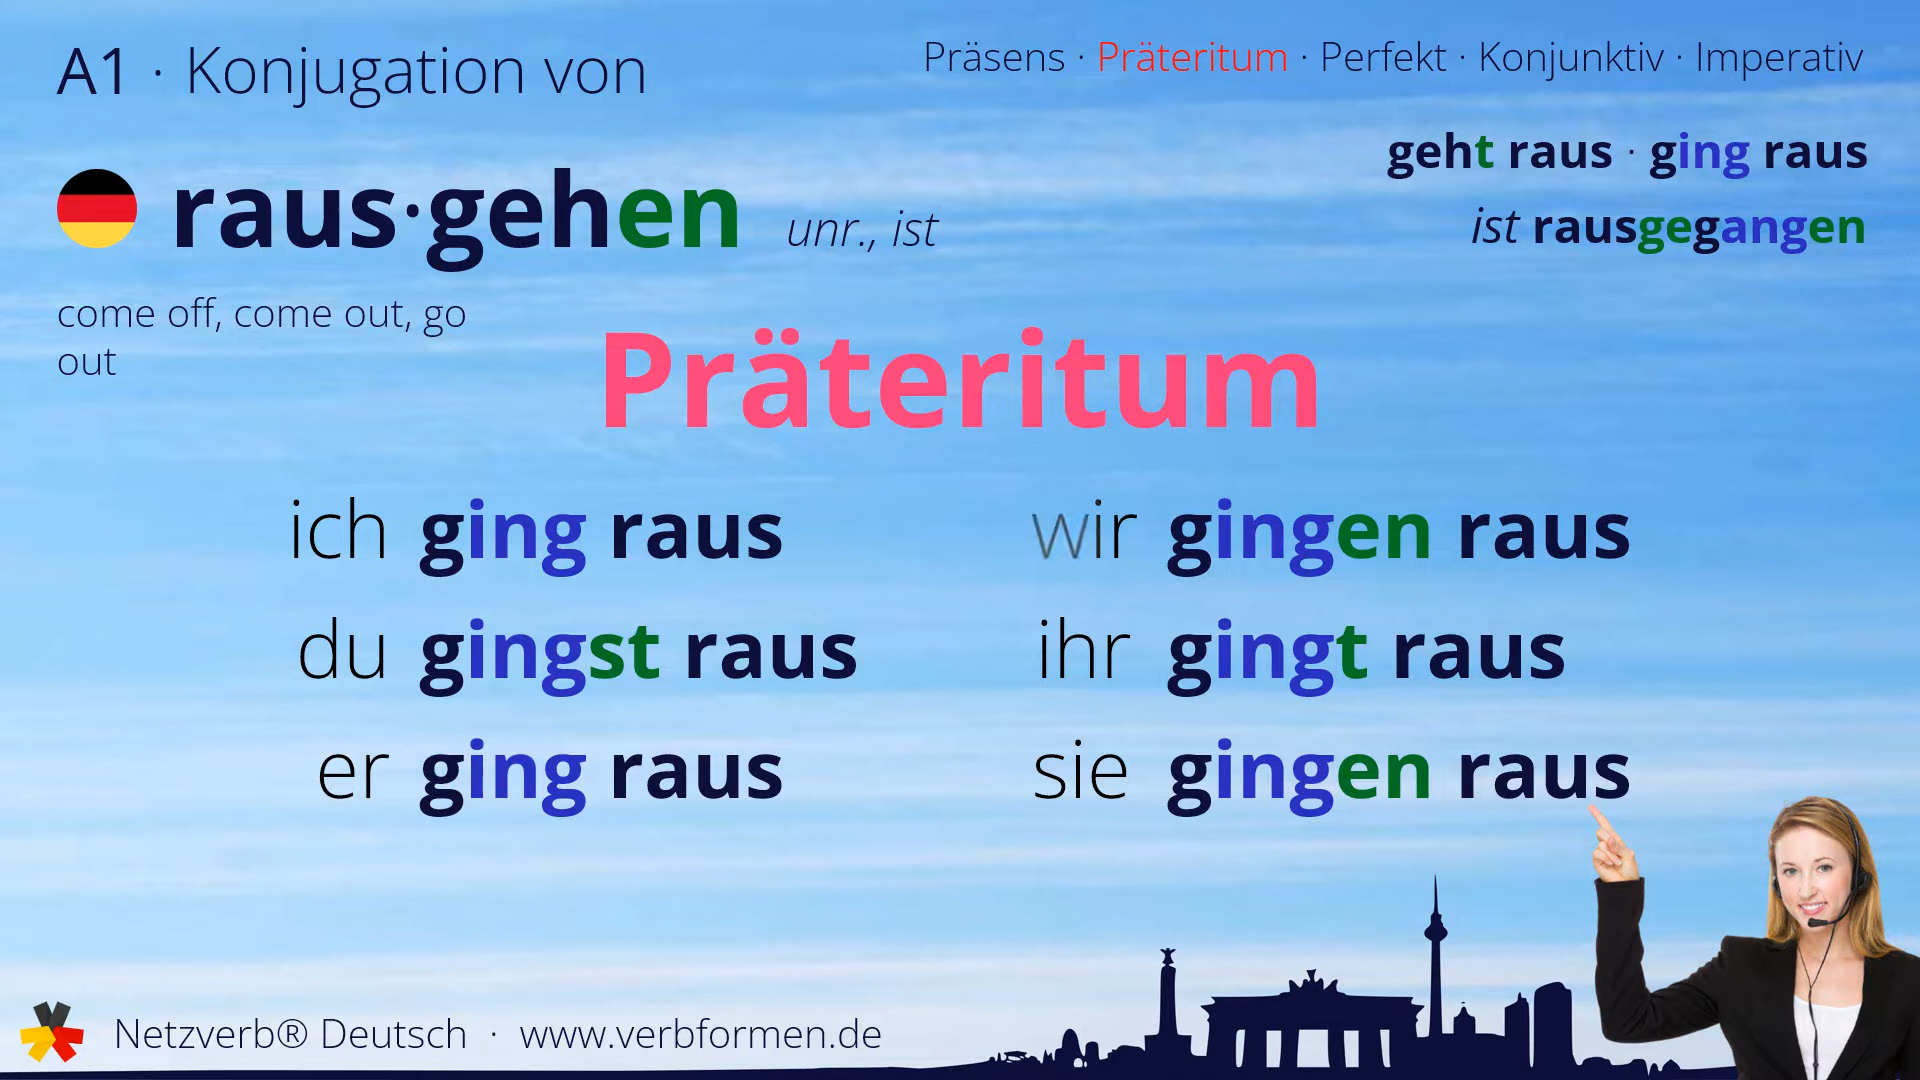 A1 · Konjugation von
Präsens · Präteritum · Perfekt · Konjunktiv · Imperativ
raus·gehen unr., ist
geht raus · ging raus
ist rausgegangen
come off, come out, go
out
Präteritum
ich ging raus
du gingst raus
er ging raus
wir gingen raus
ihr gingt raus
sie gingen raus
Netzverb® Deutsch · www.verbformen.de